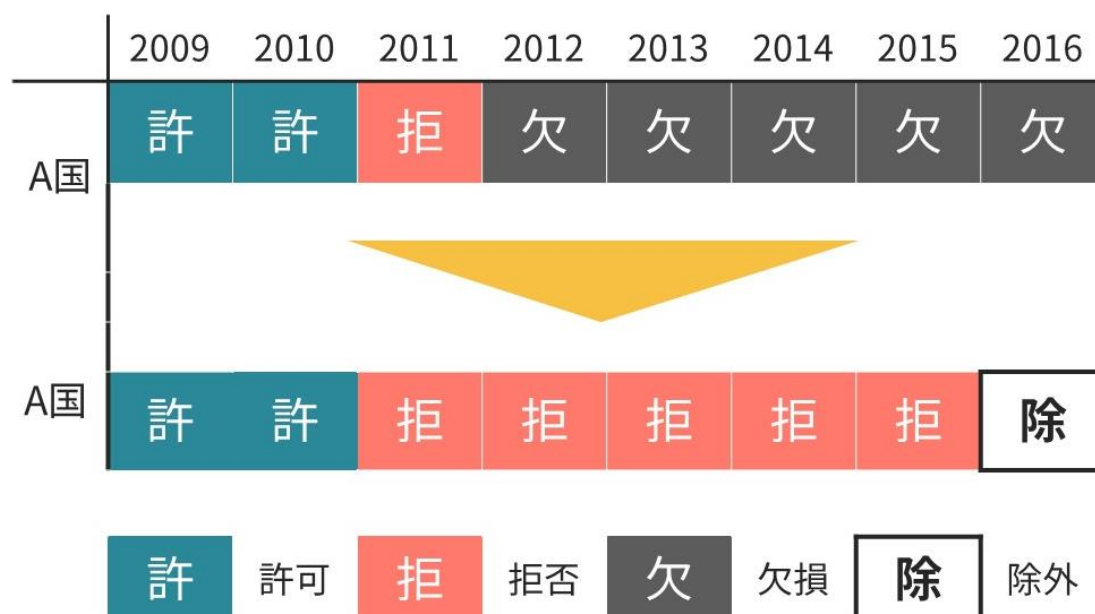 2009 2010 2011 2012 2013 2014 2015 2016
A国 許 許 拒 欠 欠 欠 欠 欠
A国 許 許 拒 拒 拒 拒 拒 除
許 許可 拒 拒否 欠 欠損 除 除外